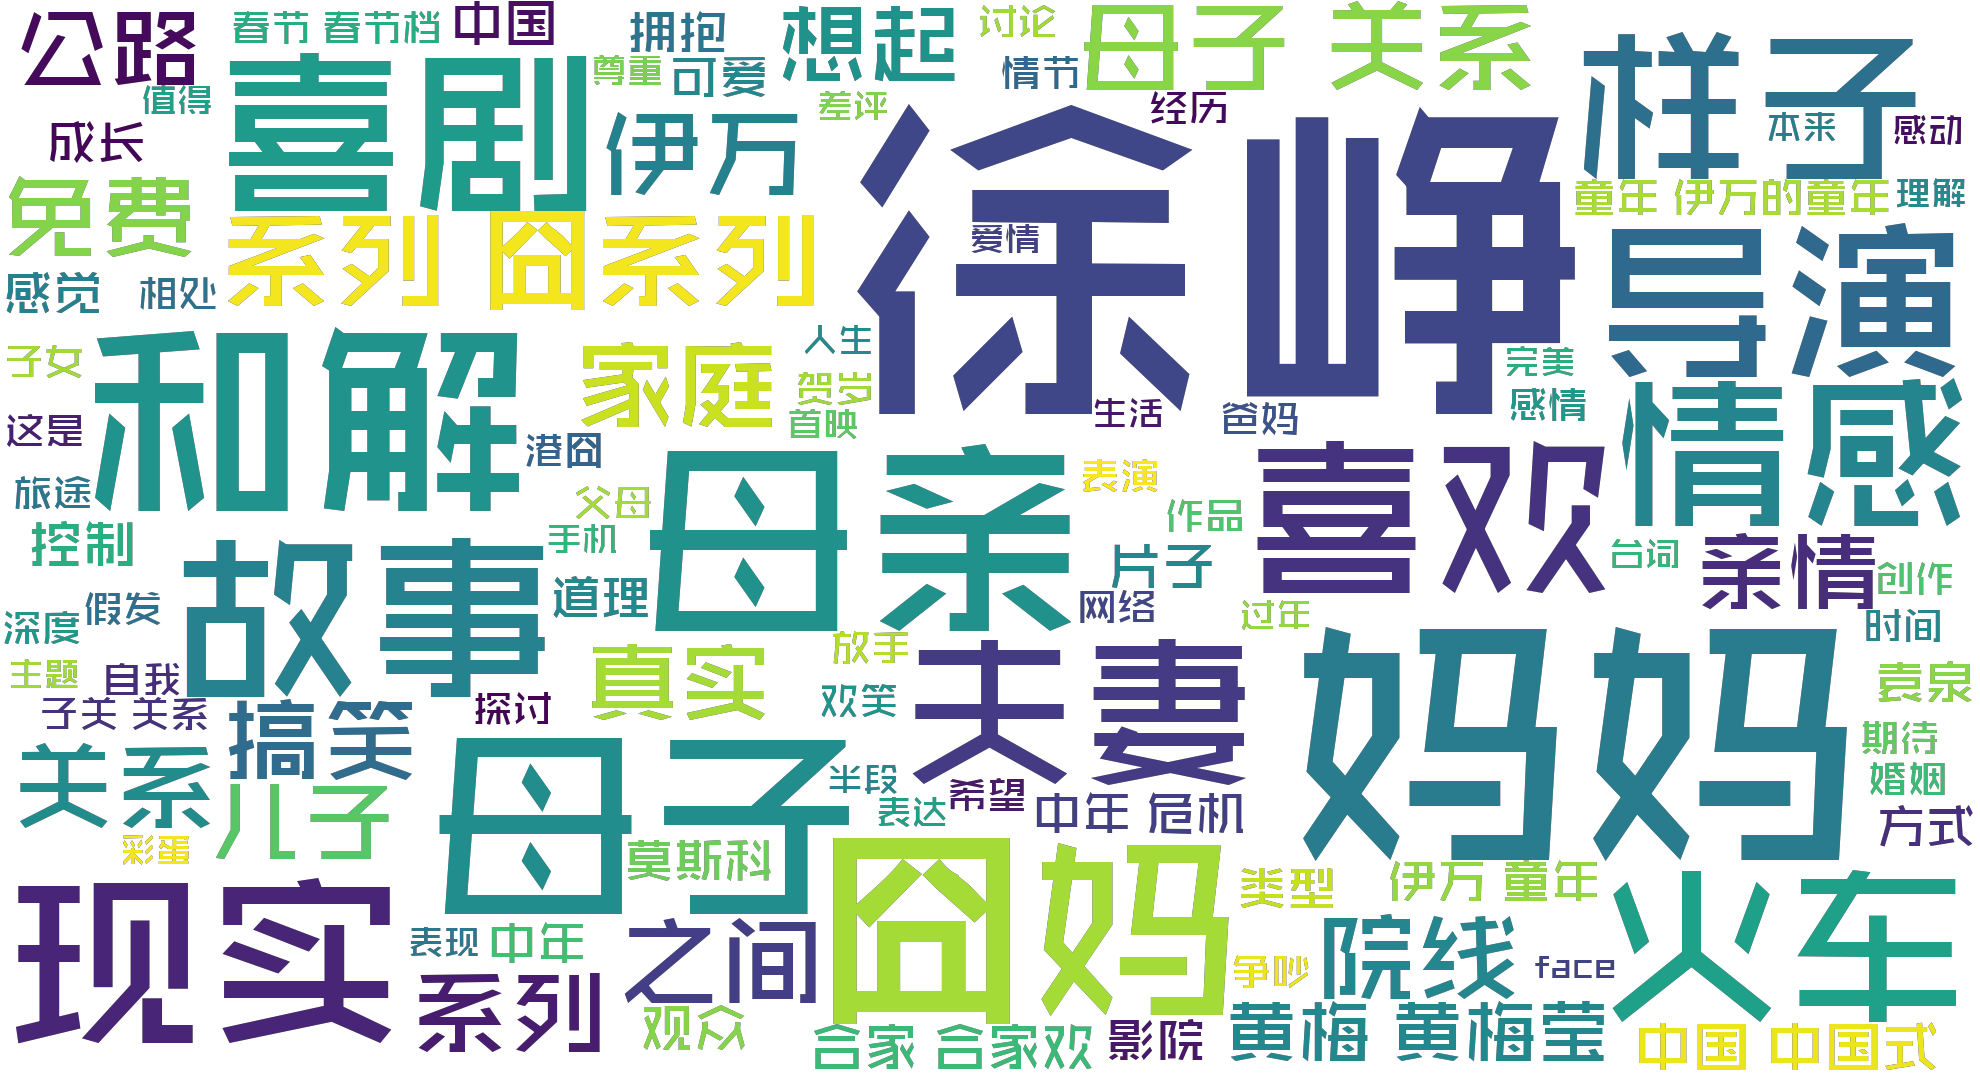 公路
春节 春节档
中国
拥抱
想起
讨论
母子 关系
样子
值得
喜剧
尊重
可爱
情节
差评
经历
本来
感动
成长
伊万
徐峥
免费
童年 伊万的童年
理解
系列 囧系列
爱情
导演
感觉
相处
和解
人生
子女
家庭
贺岁
完美
感情
情感
这是
首映
生活
爸妈
港囧
母亲
喜欢
旅途
父母
表演
控制
手机
作品
故事
片子
台词
亲情
道理
创作
深度
假发
网络
过年
时间
主题
自我
真实
放手
夫妻
妈妈
袁泉
子关 关系
探讨
欢笑
搞笑
期待
关系
母子
半段
希望
婚姻
儿子
表达
中年 危机
方式
彩蛋
莫斯科
囧妈
类型
伊万 童年
火车
现实
表现
中年
之间
院线
争吵
face
系列
观众
合家 合家欢
影院
黄梅 黄梅莹
中国 中国式